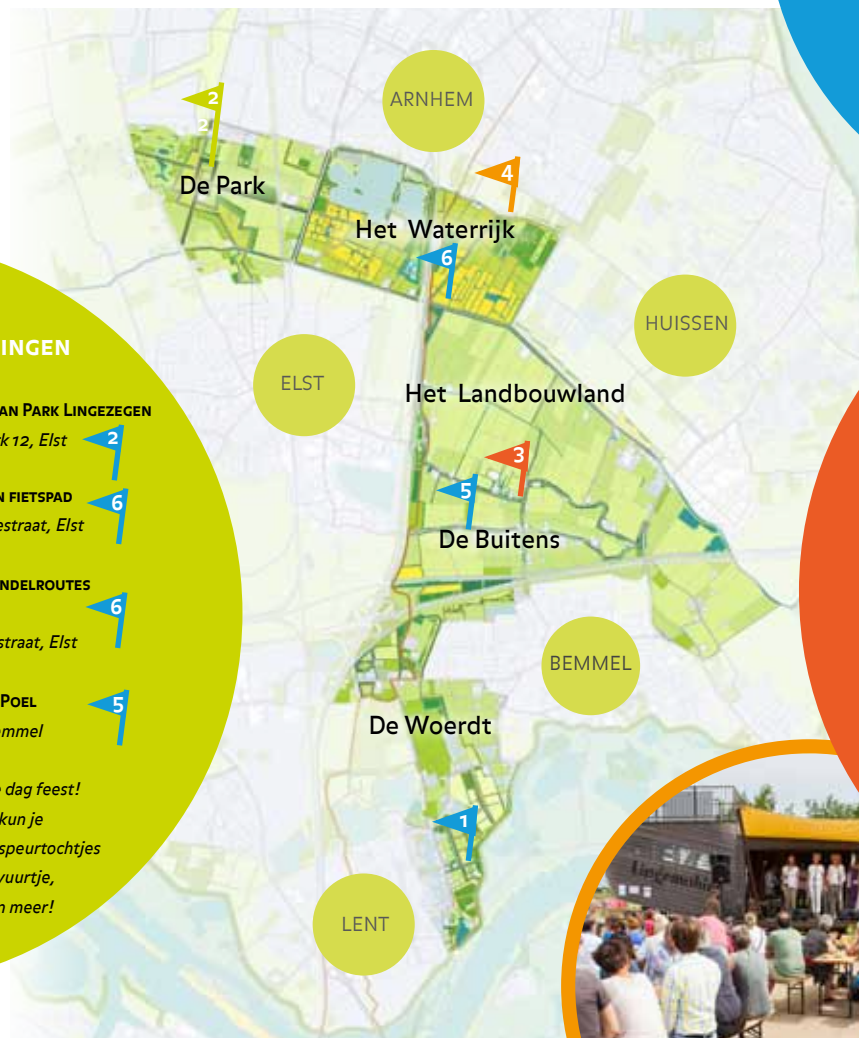 ARNHEM
2
2
4
De Park
Het Waterrijk
6
HUISSEN
INGEN
ELST
Het Landbouwland
AN PARK LINGEZEGEN
k 12, Elst 2
3
N FIETSPAD
6
5
estraat, Elst
De Buitens
NDELROUTES
6
straat, Elst
BEMMEL
POEL
5
mmel
De Woerdt
dag feest!
kun je
1
speurtochtjes
vuurtje,
n meer!
LENT